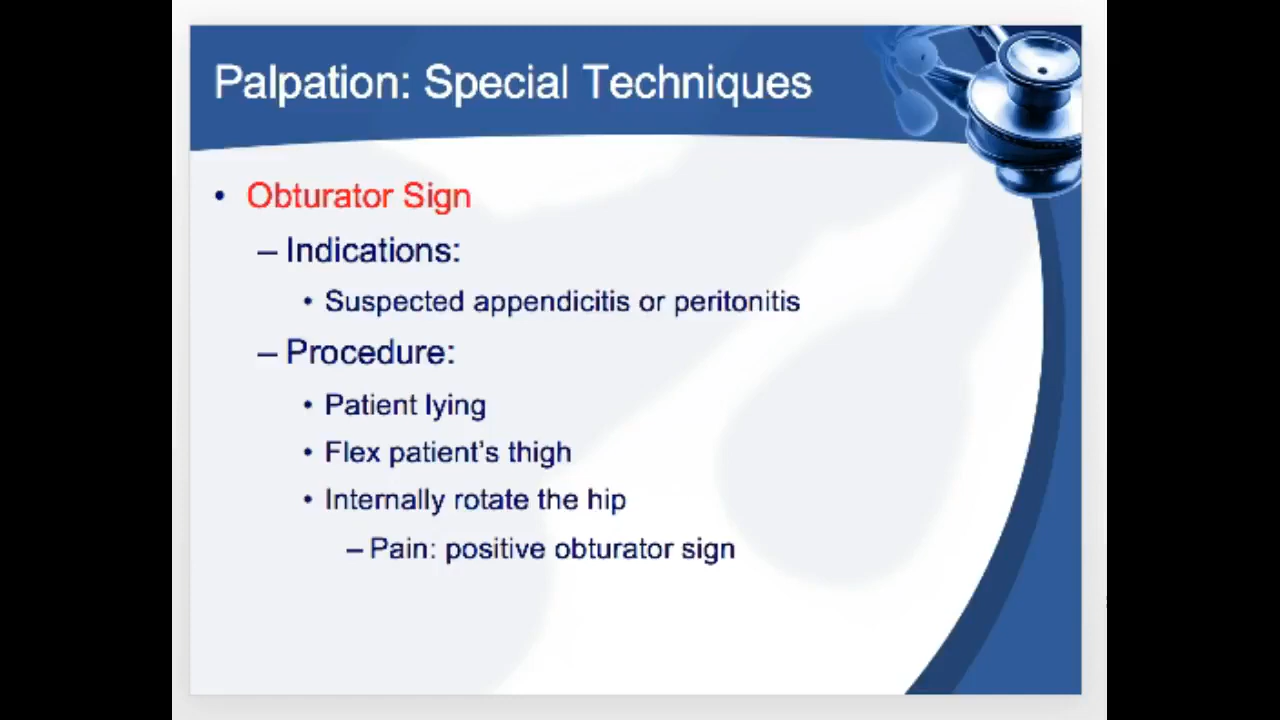 Palpation: Special Techniques
• Obturator Sign
– Indications:
• Suspected appendicitis or peritonitis
– Procedure:
• Patient lying
• Flex patient’s thigh
• Internally rotate the hip
– Pain: positive obturator sign